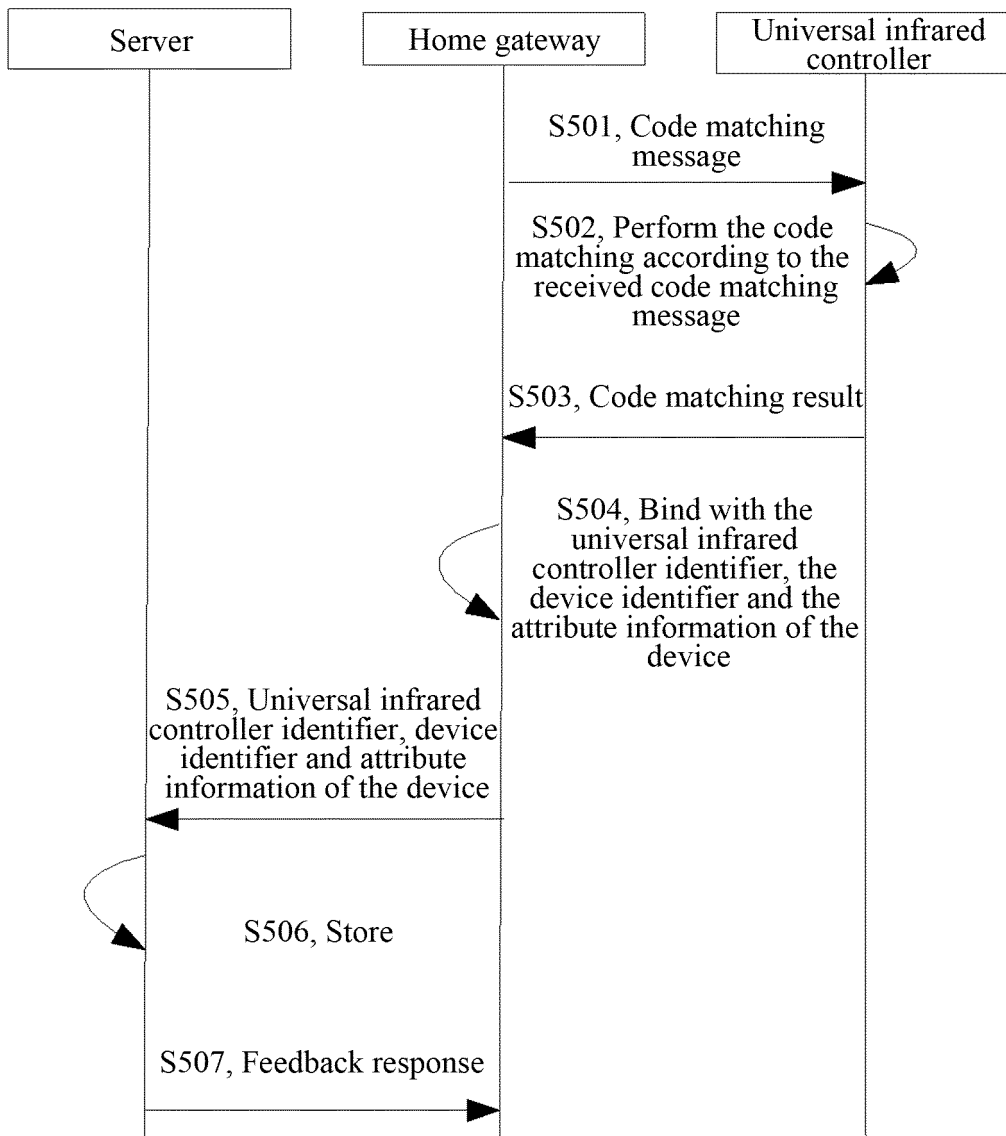 Server
Home gateway
Universal infrared
controller
S501, Code matching
message
S502, Perform the code
matching according to the
received code matching
message
S503, Code matching result
S504, Bind with the
universal infrared
controller identifier, the
device identifier and the
attribute information of the
device
S505, Universal infrared
controller identifier, device
identifier and attribute
information of the device
S506, Store
S507, Feedback response